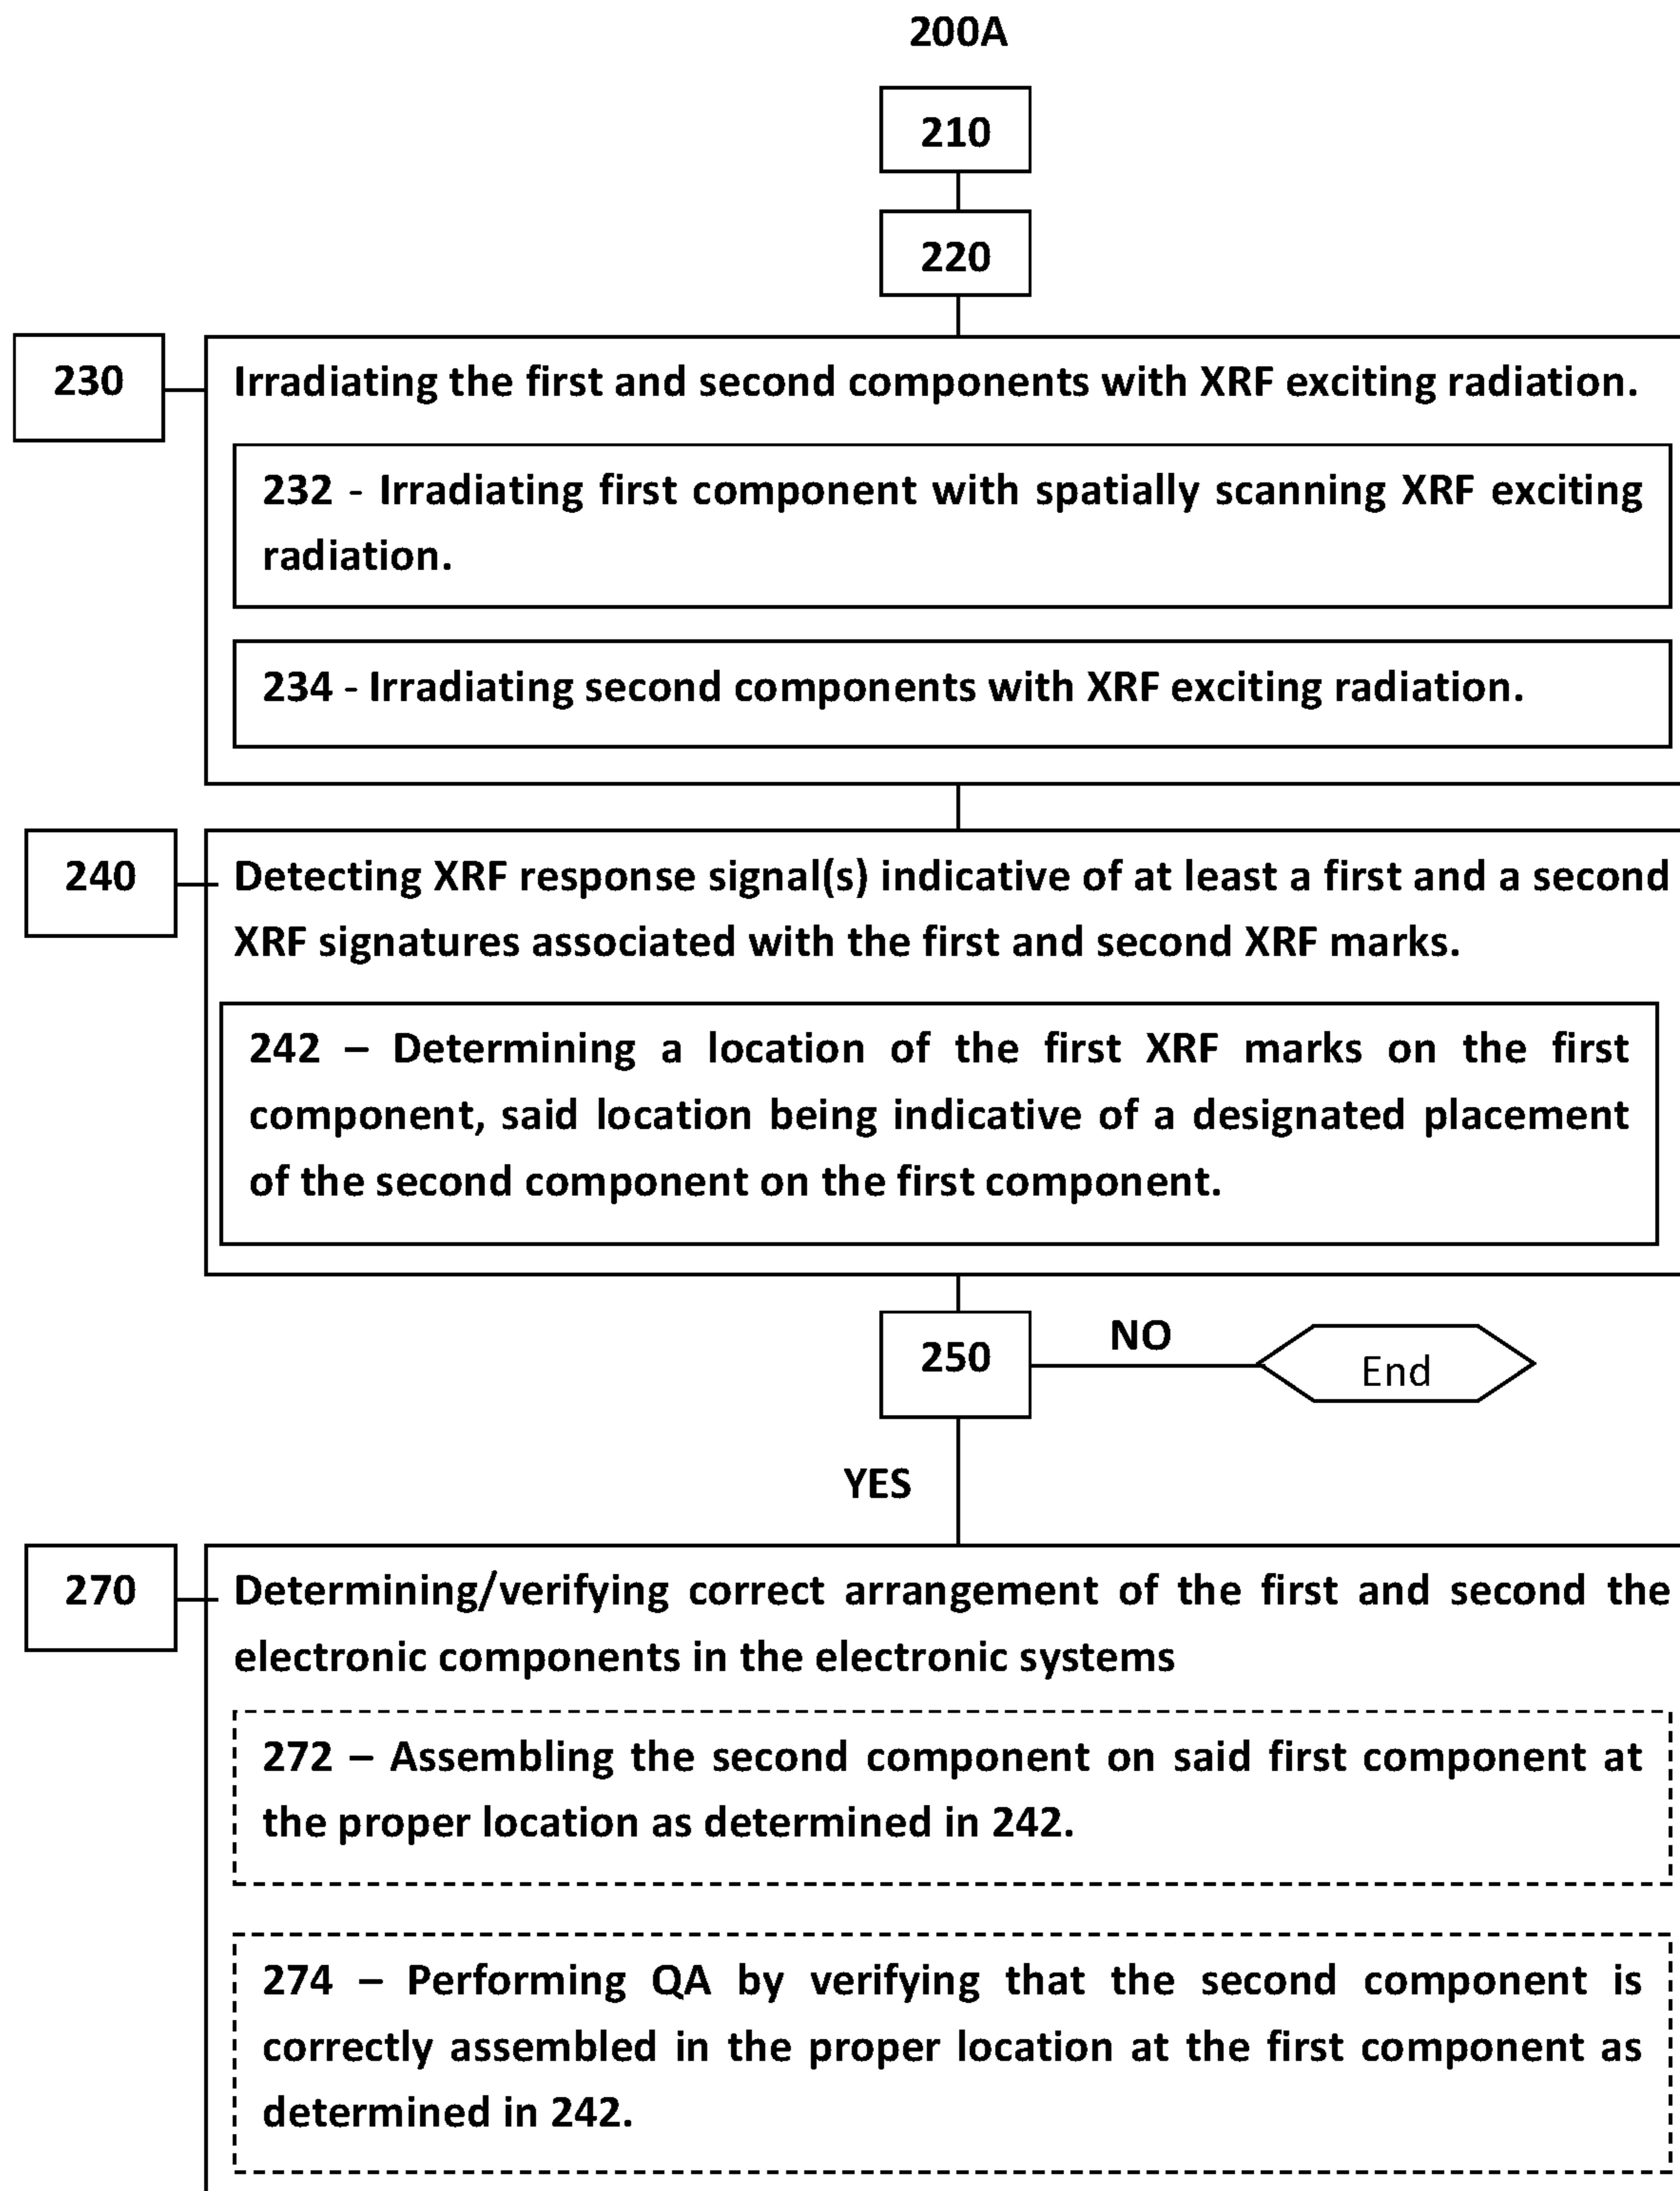 200A
210
220
230
Irradiating the first and second components with XRF exciting radiation.
232 - Irradiating first component with spatially scanning XRF exciting
radiation.
234 - Irradiating second components with XRF exciting radiation.
240
Detecting XRF response signal(s) indicative of at least a first and a second
XRF signatures associated with the first and second XRF marks.
242 – Determining a location of the first XRF marks on the first
component, said location being indicative of a designated placement
of the second component on the first component.
250
NO
End
YES
270
Determining/verifying correct arrangement of the first and second the
electronic components in the electronic systems
272 – Assembling the second component on said first component at
the proper location as determined in 242.
274 – Performing QA by verifying that the second component is
correctly assembled in the proper location at the first component as
determined in 242.